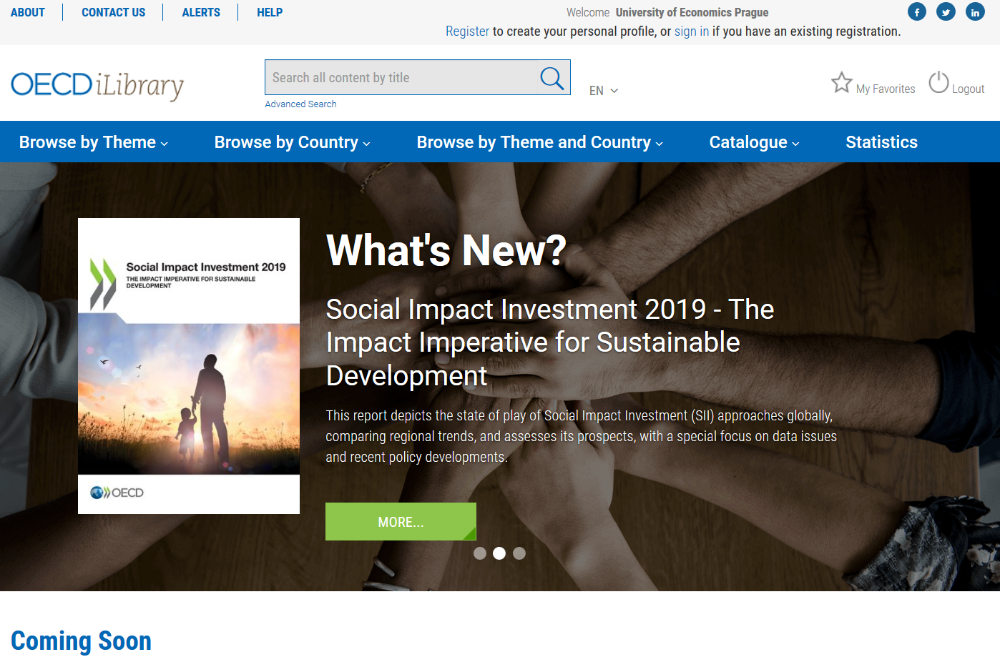 ABOUT
CONTACT US
ALERTS
HELP
Welcome University of Economics Prague
Register to create your personal profile, or sign in if you have an existing registration.
OECD iLibrary
Search all content by title
Advanced Search
EN
My Favorites
Logout
Browse by Theme
Browse by Country
Browse by Theme and Country
Catalogue
Statistics
Social Impact Investment 2019
THE IMPACT IMPERATIVE FOR SUSTAINABLE
DEVELOPMENT
OECD
What's New?
Social Impact Investment 2019 - The
Impact Imperative for Sustainable
Development
This report depicts the state of play of Social Impact Investment (SII) approaches globally,
comparing regional trends, and assesses its prospects, with a special focus on data issues
and recent policy developments.
MORE...
Coming Soon